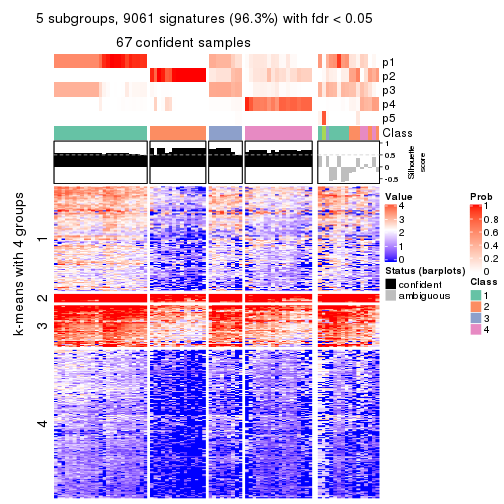 5 subgroups, 9061 signatures (96.3%) with fdr < 0.05
67 confident samples
p1
p2
p3
p4
p5
Class
1
0.5
0
-0.5
Silhouette
score
k-means with 4 groups
1
2
3
4
Value
4
3
2
1
0
Status (barplots)
confident
ambiguous
Prob
1
0.8
0.6
0.4
0.2
0
Class
1
2
3
4